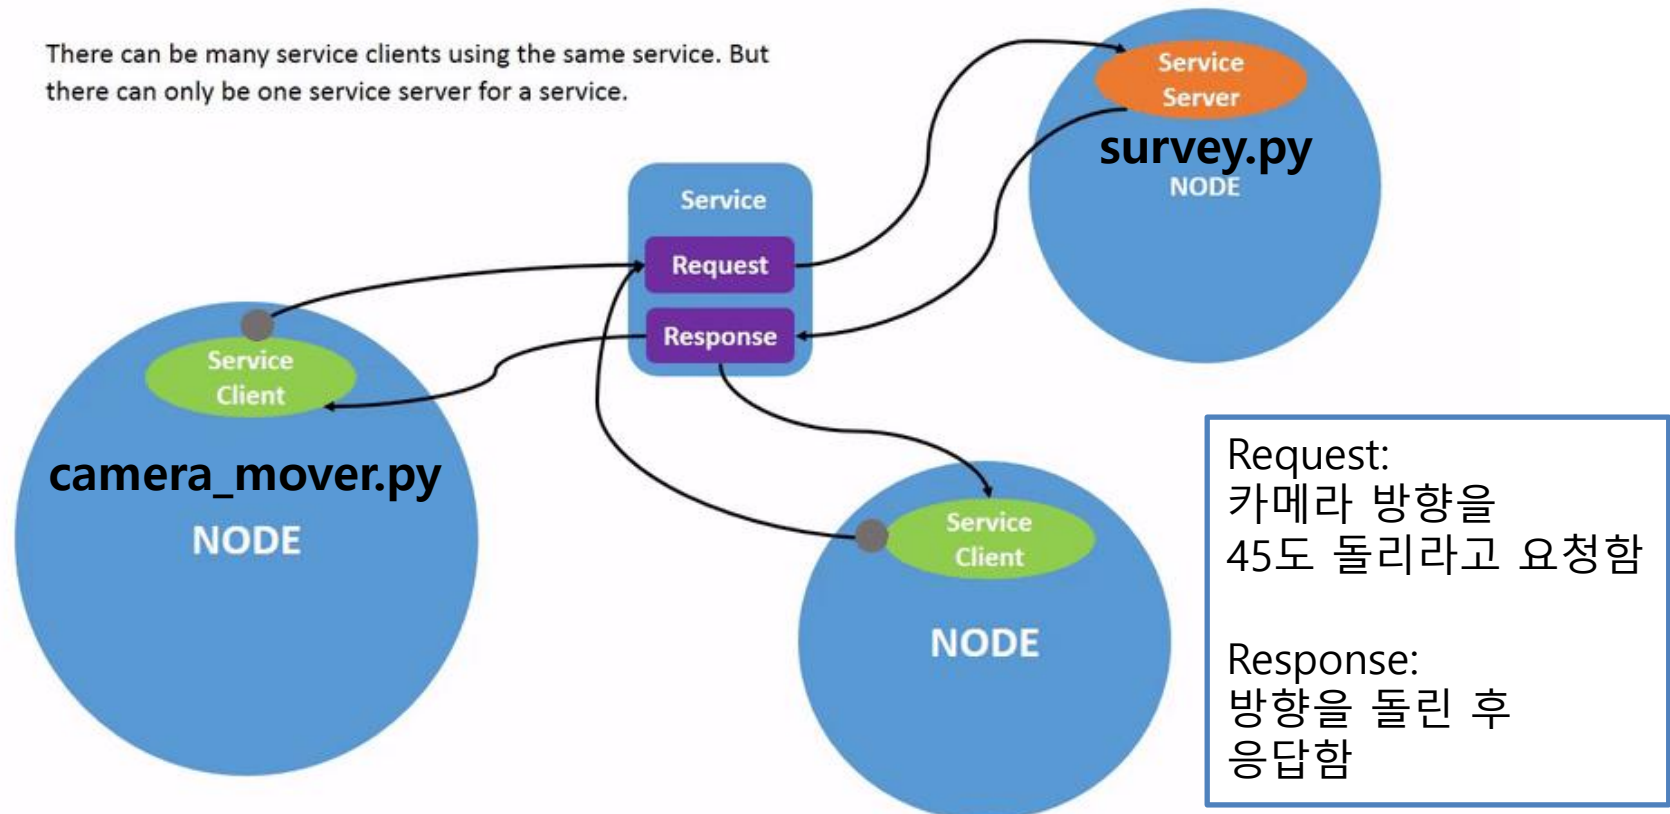 There can be many service clients using the same service. But
there can only be one service server for a service.
Service
Server
survey.py
NODE
Service
Request
Response
Service
Client
camera_mover.py
NODE
Service
Client
NODE
Request:
카메라 방향을
45도 돌리라고 요청함
Response:
방향을 돌린 후
응답함